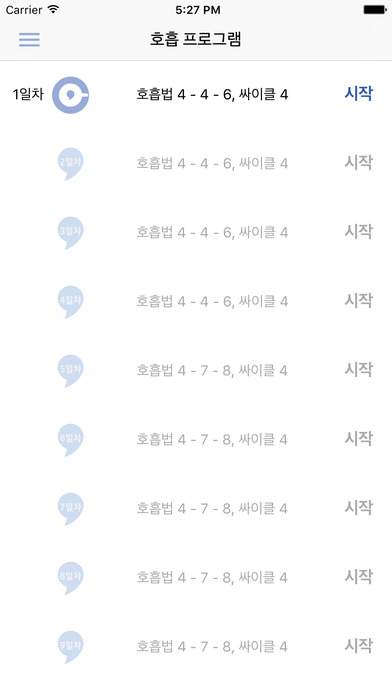 Carrier 5:27 PM
호흡 프로그램
1일차 호흡법 4 - 4 - 6, 싸이클 4 시작
2일차 호흡법 4 - 4 - 6, 싸이클 4 시작
3일차 호흡법 4 - 4 - 6, 싸이클 4 시작
4일차 호흡법 4 - 4 - 6, 싸이클 4 시작
5일차 호흡법 4 - 7 - 8, 싸이클 4 시작
6일차 호흡법 4 - 7 - 8, 싸이클 4 시작
7일차 호흡법 4 - 7 - 8, 싸이클 4 시작
8일차 호흡법 4 - 7 - 8, 싸이클 4 시작
9일차 호흡법 4 - 7 - 8, 싸이클 4 시작